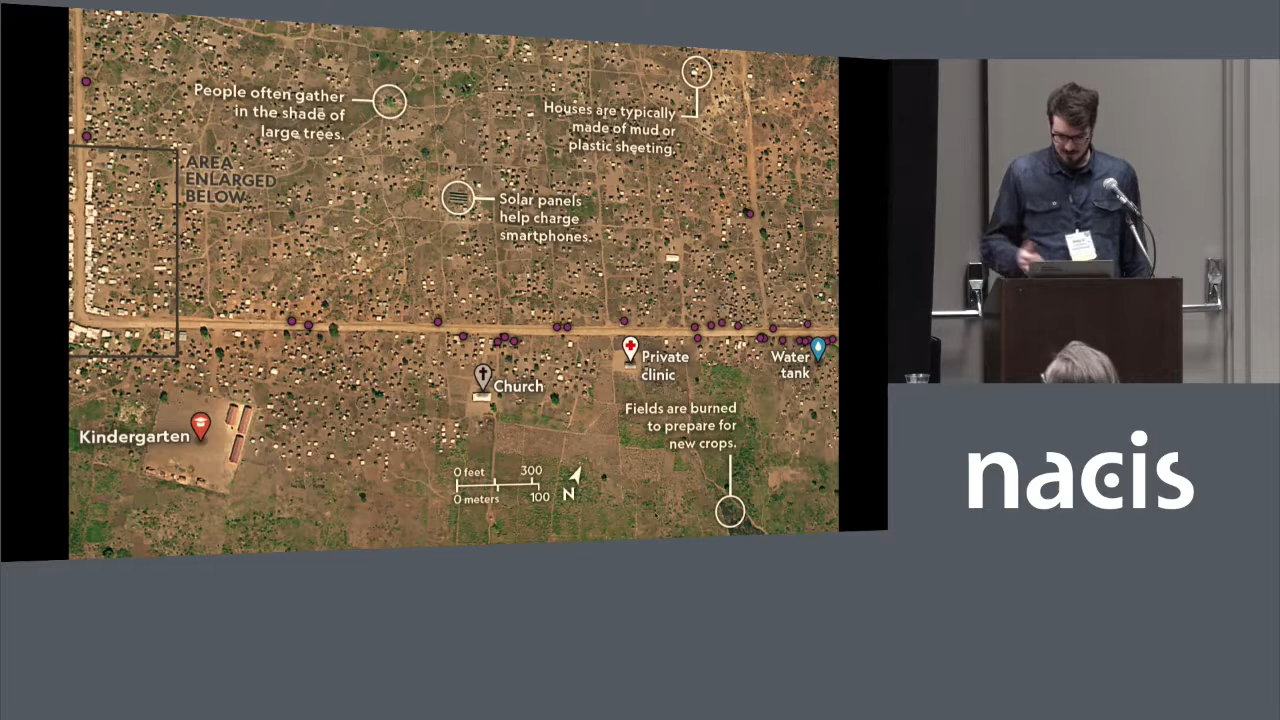 People often gather
in the shade of
large trees.
Houses are typically
made of mud or
plastic sheeting.
AREA
ENLARGED
BELOW
Solar panels
help charge
smartphones.
Private
clinic
Water
tank
Church
Kindergarten
Fields are burned
to prepare for
new crops.
0 feet 300
0 meters 100
N
nacis